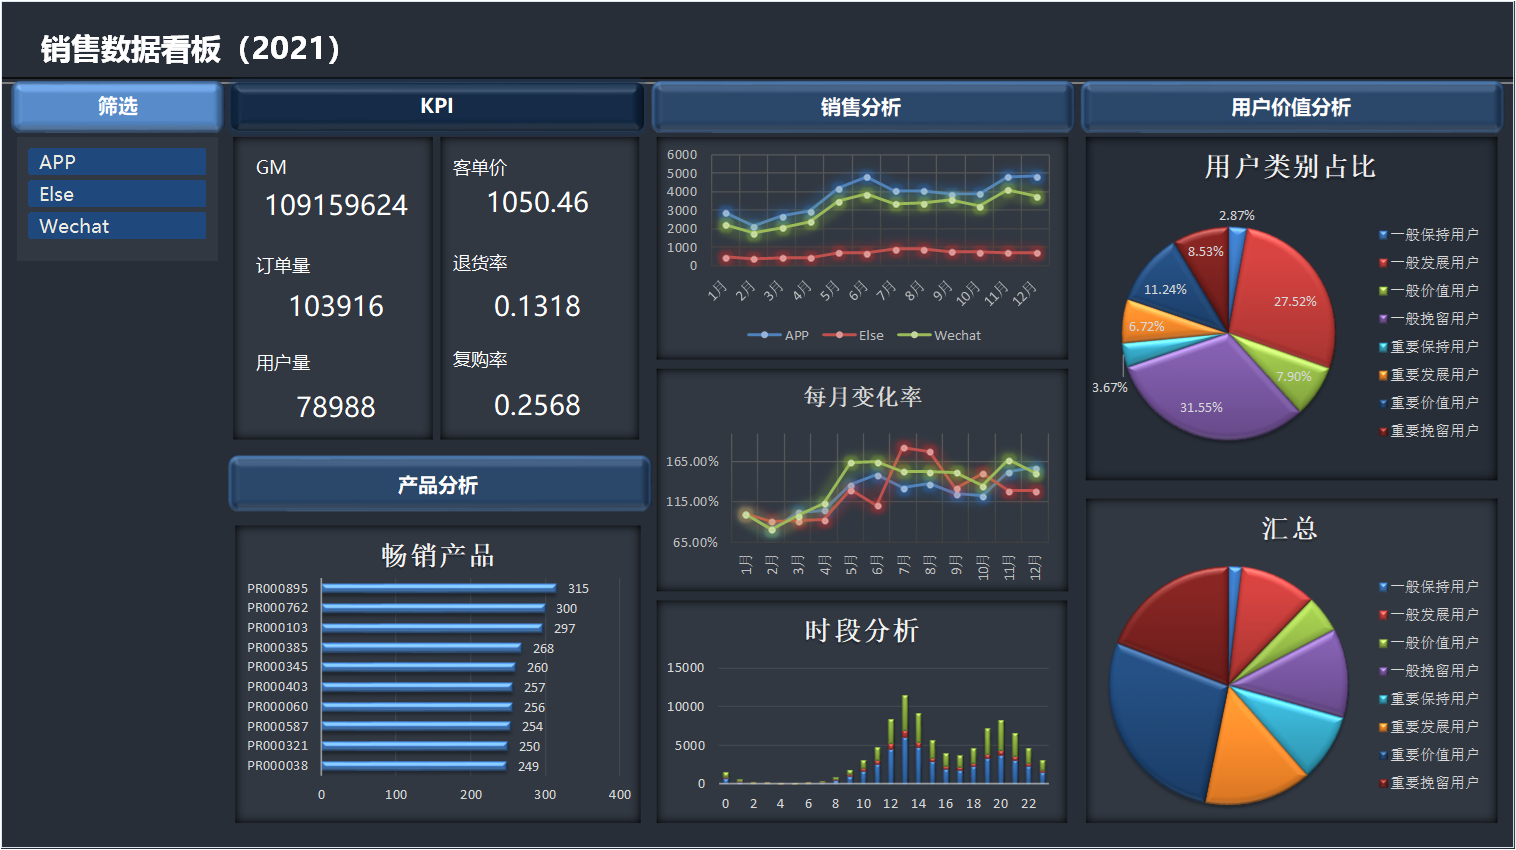 销售数据看板（2021）
筛选
APP
Else
Wechat
KPI
GM
109159624
订单量
103916
用户量
78988
客单价
1050.46
退货率
0.1318
复购率
0.2568
产品分析
畅销产品
PR000895 315
PR000762 300
PR000103 297
PR000385 268
PR000345 260
PR000403 257
PR000060 256
PR000587 254
PR000321 250
PR000038 249
0 100 200 300 400
销售分析
6000
5000
4000
3000
2000
1000
0
1月 2月 3月 4月 5月 6月 7月 8月 9月 10月 11月 12月
APP Else Wechat
每月变化率
165.00%
115.00%
65.00%
1月 2月 3月 4月 5月 6月 7月 8月 9月 10月 11月 12月
时段分析
15000
10000
5000
0
0 2 4 6 8 10 12 14 16 18 20 22
用户价值分析
用户类别占比
2.87%
27.52%
7.90%
31.55%
3.67%
6.72%
11.24%
8.53%
一般保持用户
一般发展用户
一般价值用户
一般挽留用户
重要保持用户
重要发展用户
重要价值用户
重要挽留用户
汇总
一般保持用户
一般发展用户
一般价值用户
一般挽留用户
重要保持用户
重要发展用户
重要价值用户
重要挽留用户